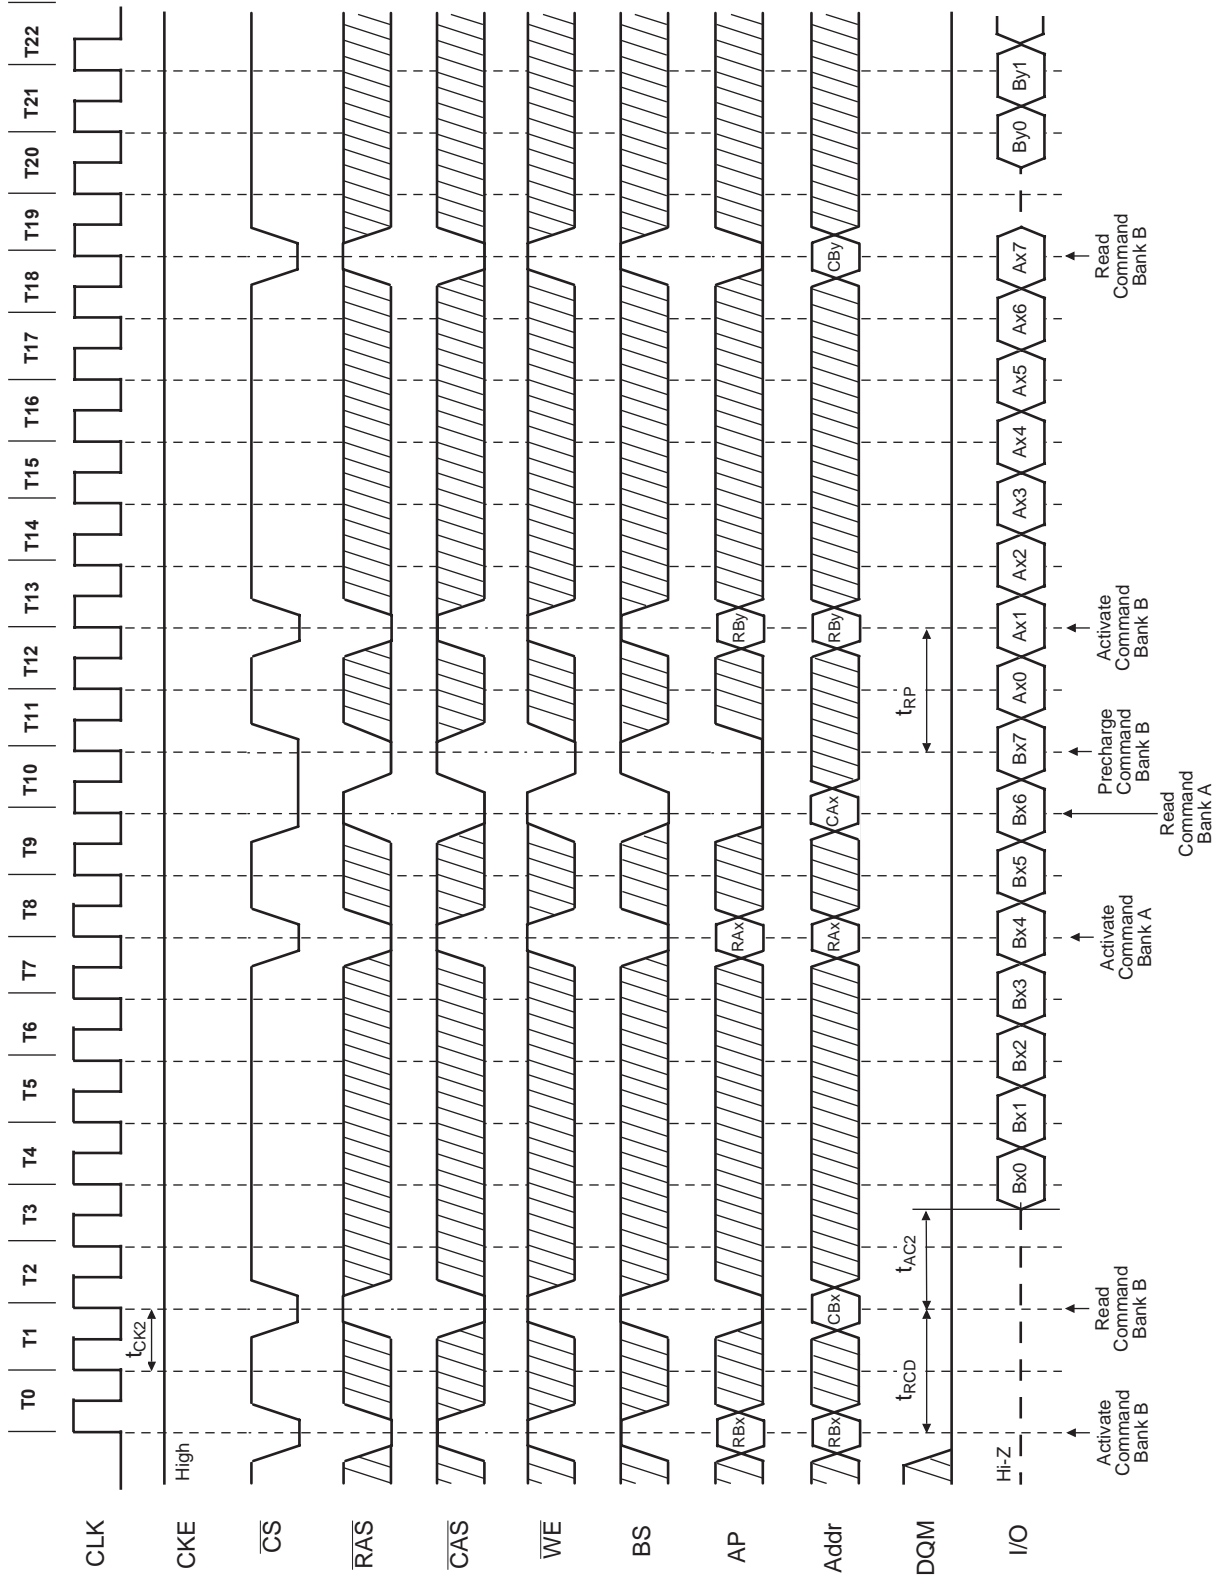 T0 T1 T2 T3 T4 T5 T6 T7 T8 T9 T10 T11 T12 T13 T14 T15 T16 T17 T18 T19 T20 T21 T22
CLK
tCK2
CKE
High
CS
RAS
CAS
WE
BS
AP
RBx RAx RBy
Addr
RBx CBx RAx CAx RBy CBy
DQM
tRCD tAC2 tRP
I/O
Hi-Z
Bx0 Bx1 Bx2 Bx3 Bx4 Bx5 Bx6 Bx7 Ax0 Ax1 Ax2 Ax3 Ax4 Ax5 Ax6 Ax7 By0 By1
Activate
Command
Bank B
Read
Command
Bank B
Activate
Command
Bank A
Read
Command
Bank A
Precharge
Command
Bank B
Activate
Command
Bank B
Read
Command
Bank B